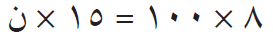 ن × ١٥ = ١٠٠ × ٨